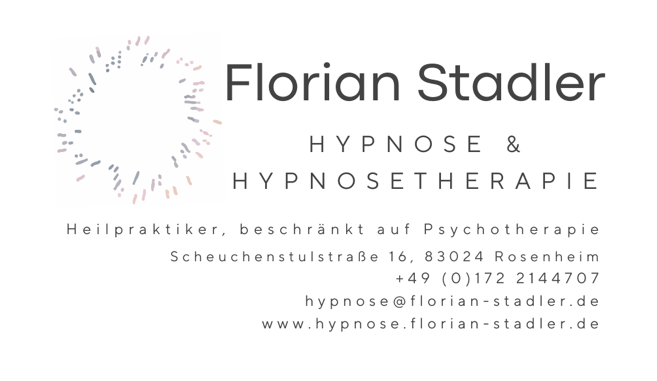 Florian Stadler
HYPNOSE &
HYPNOSETHERAPIE
Heilpraktiker, beschränkt auf Psychotherapie
Scheuchenstulstraße 16, 83024 Rosenheim
+49 (0)172 2144707
hypnose@florian-stadler.de
www.hypnose.florian-stadler.de